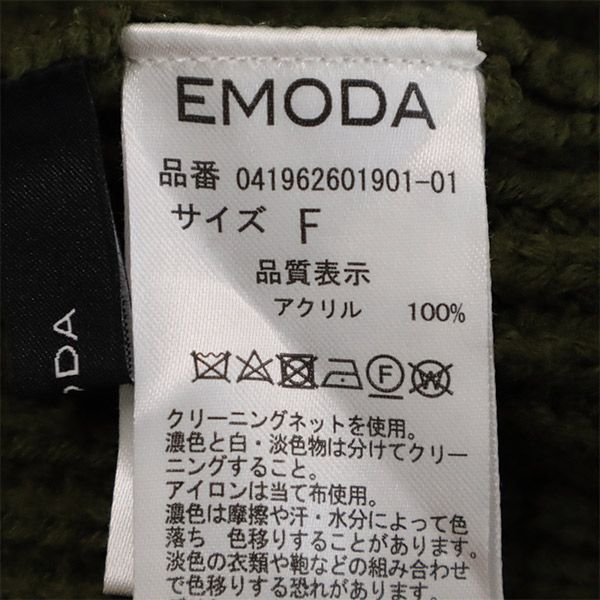 EMODA
品番 041962601901-01
サイズ F
品質表示
アクリル 100%
F W
クリーニングネットを使用。
濃色と白・淡色物は分けてクリー
ニングすること。
アイロンは当て布使用。
濃色は摩擦や汗・水分によって色
落ち 色移りすることがあります。
淡色の衣類や鞄などの組み合わせ
で色移りする恐れがあります。
ODA